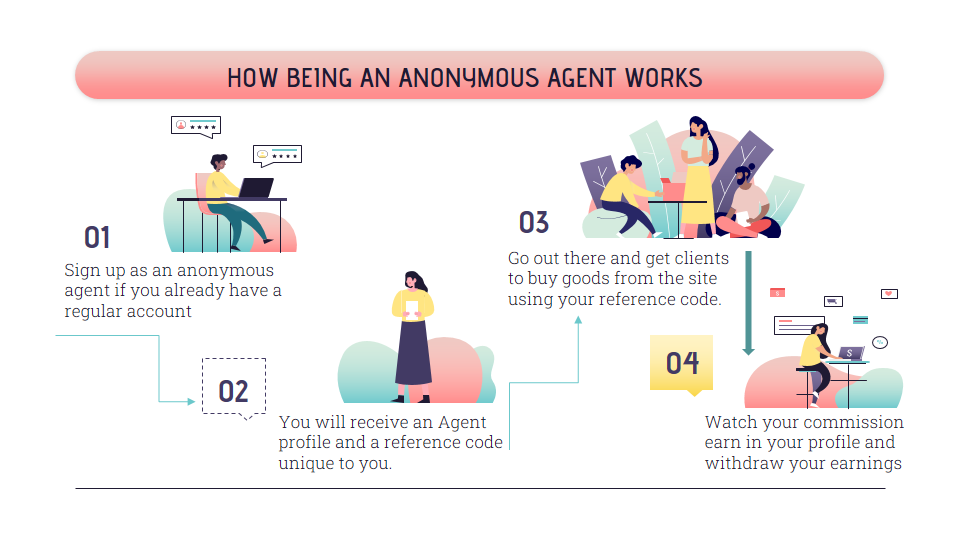 HOW BEING AN ANONYMOUS AGENT WORKS
01
Sign up as an anonymous
agent if you already have a
regular account
02
You will receive an Agent
profile and a reference code
unique to you.
03
Go out there and get clients
to buy goods from the site
using your reference code.
04
Watch your commission
earn in your profile and
withdraw your earnings